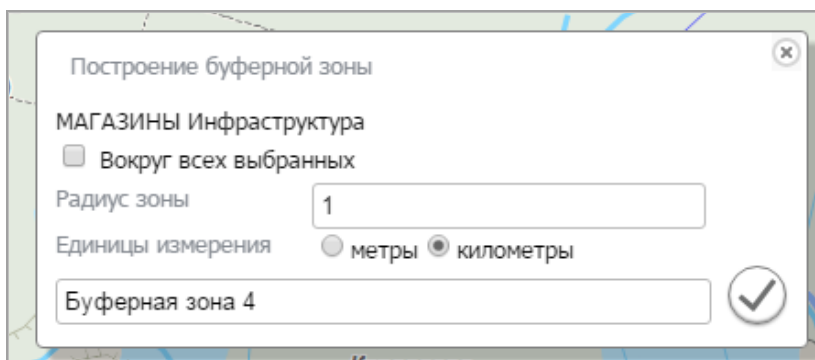 Построение буферной зоны
МАГАЗИНЫ Инфраструктура
Вокруг всех выбранных
Радиус зоны 1
Единицы измерения метры километры
Буферная зона 4